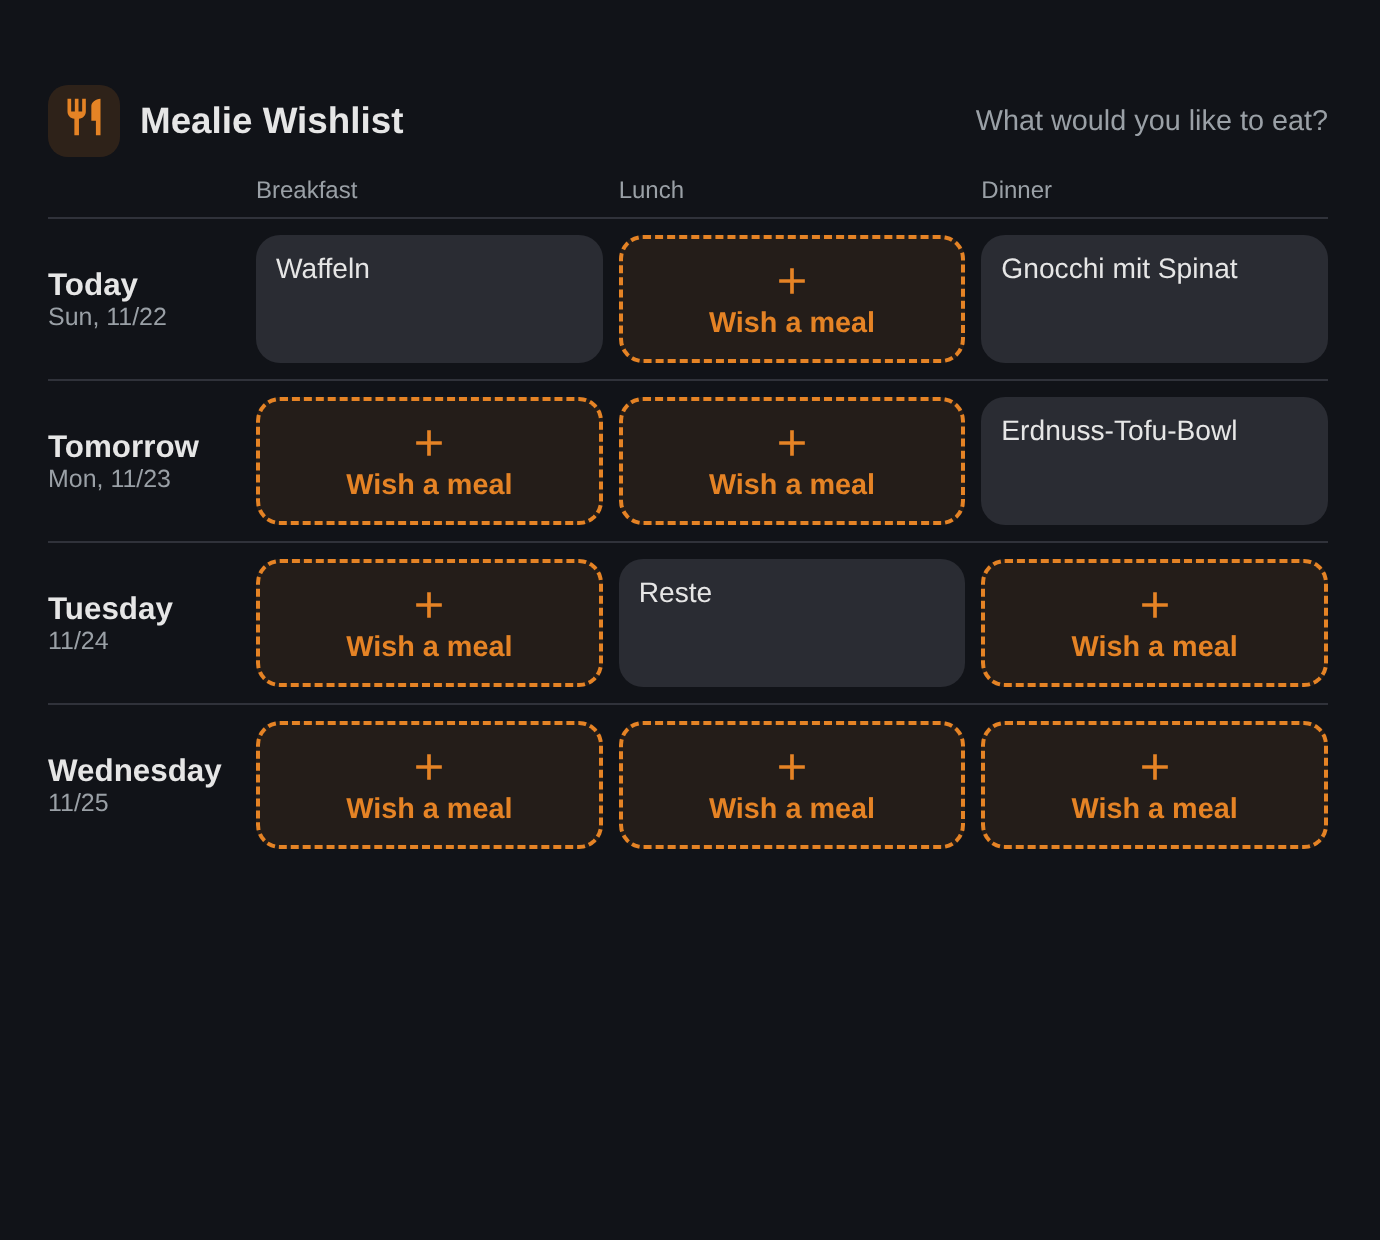 Mealie Wishlist
What would you like to eat?
Breakfast
Lunch
Dinner
Today
Sun, 11/22
Waffeln
Wish a meal
Gnocchi mit Spinat
Tomorrow
Mon, 11/23
Wish a meal
Wish a meal
Erdnuss-Tofu-Bowl
Tuesday
11/24
Wish a meal
Reste
Wish a meal
Wednesday
11/25
Wish a meal
Wish a meal
Wish a meal